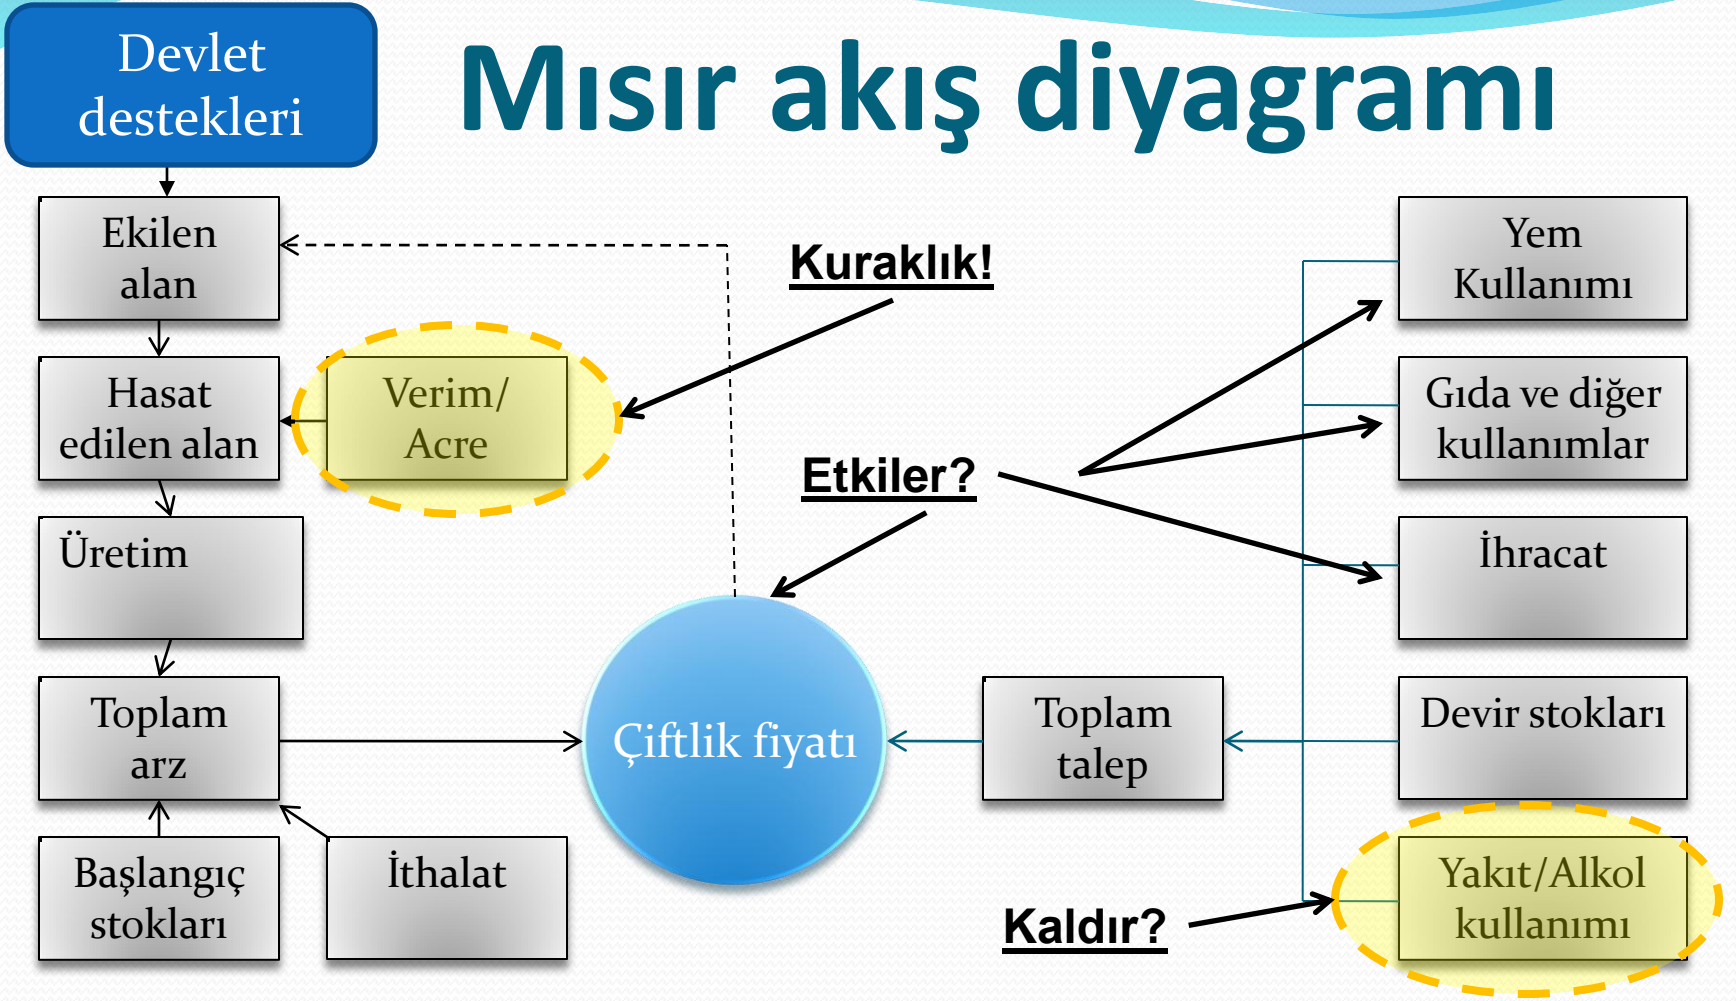 Devlet
destekleri
Mısır akış diyagramı
Ekilen
alan
Kuraklık!
Yem
Kullanımı
Hasat
edilen alan
Verim/
Acre
Gıda ve diğer
kullanımlar
Etkiler?
Üretim
İhracat
Toplam
arz
Çiftlik fiyatı
Toplam
talep
Devir stokları
Başlangıç
stokları
İthalat
Kaldır?
Yakıt/Alkol
kullanımı